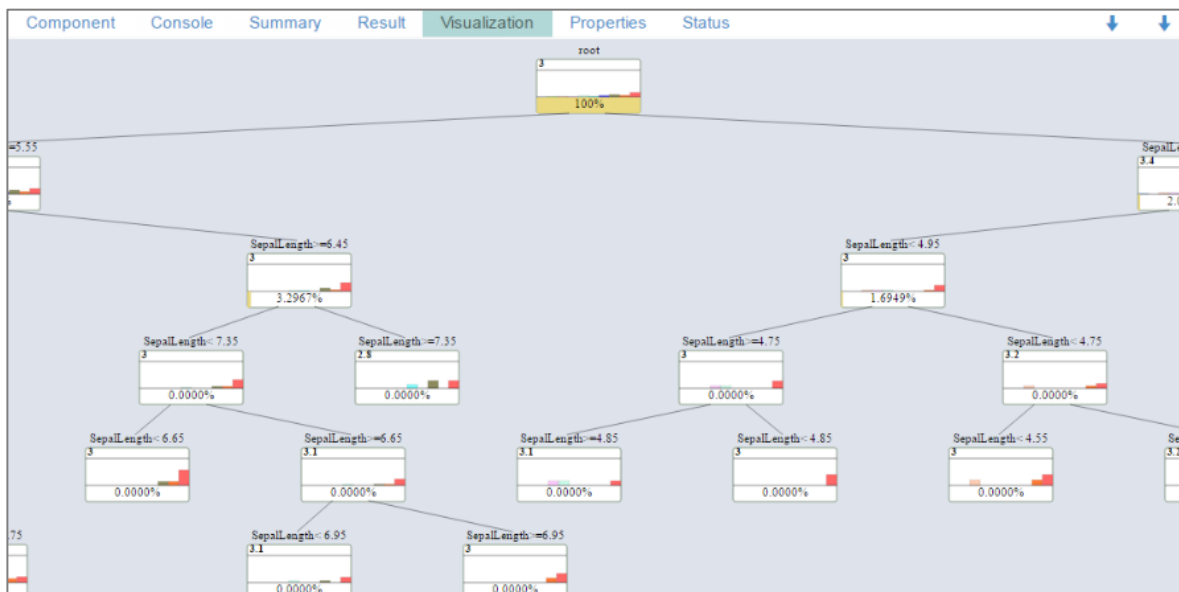 Component Console Summary Result Visualization Properties Status
root
3
100%
=5.55
SepalL
3.4
%
2.0
SepalLength>=6.45
SepalLength< 4.95
3
3
3.2967%
1.6949%
SepalLength< 7.35
SepalLength>=7.35
SepalLength>=4.75
SepalLength< 4.75
3
2.8
3
3.2
0.0000%
0.0000%
0.0000%
0.0000%
SepalLength< 6.65
SepalLength>=6.65
SepalLength>=4.85
SepalLength< 4.85
SepalLength< 4.55
Se
3
3.1
3.1
3
3
0.0000%
0.0000%
0.0000%
0.0000%
0.0000%
.75
SepalLength< 6.95
SepalLength>=6.95
3.1
3
0.0000%
0.0000%